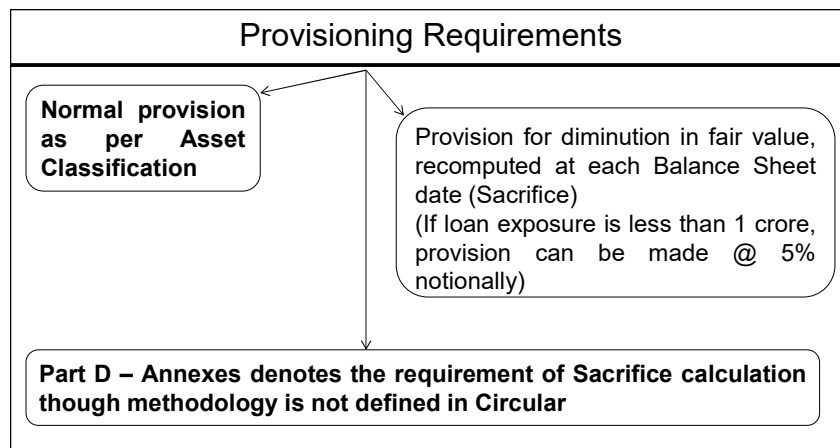 Provisioning Requirements
Normal provision
as per Asset
Classification
Provision for diminution in fair value,
recomputed at each Balance Sheet
date (Sacrifice)
(If loan exposure is less than 1 crore,
provision can be made @ 5%
notionally)
Part D – Annexes denotes the requirement of Sacrifice calculation
though methodology is not defined in Circular